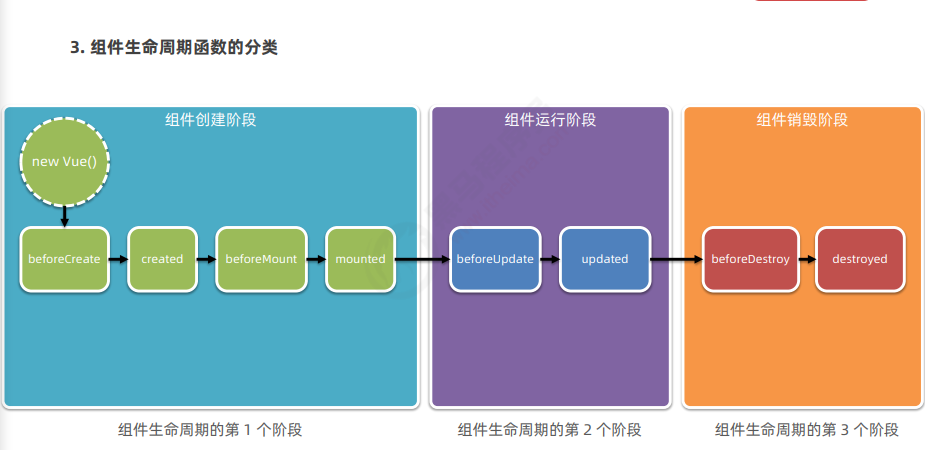 3. 组件生命周期函数的分类
组件创建阶段
组件运行阶段
组件销毁阶段
new Vue()
beforeCreate
created
beforeMount
mounted
beforeUpdate
updated
beforeDestroy
destroyed
组件生命周期的第 1 个阶段
组件生命周期的第 2 个阶段
组件生命周期的第 3 个阶段